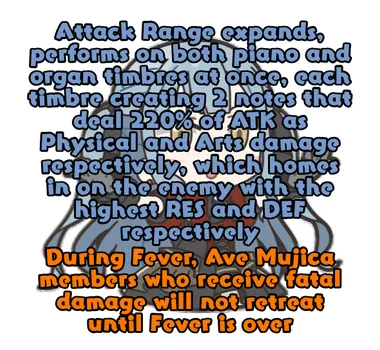 Attack Range expands,
performs on both piano and
organ timbres at once, each
timbre creating 2 notes that
deal 220% of ATK as
Physical and Arts damage
respectively, which homes
in on the enemy with the
highest RES and DEF
respectively
During Fever, Ave Mujica
members who receive fatal
damage will not retreat
until Fever is over